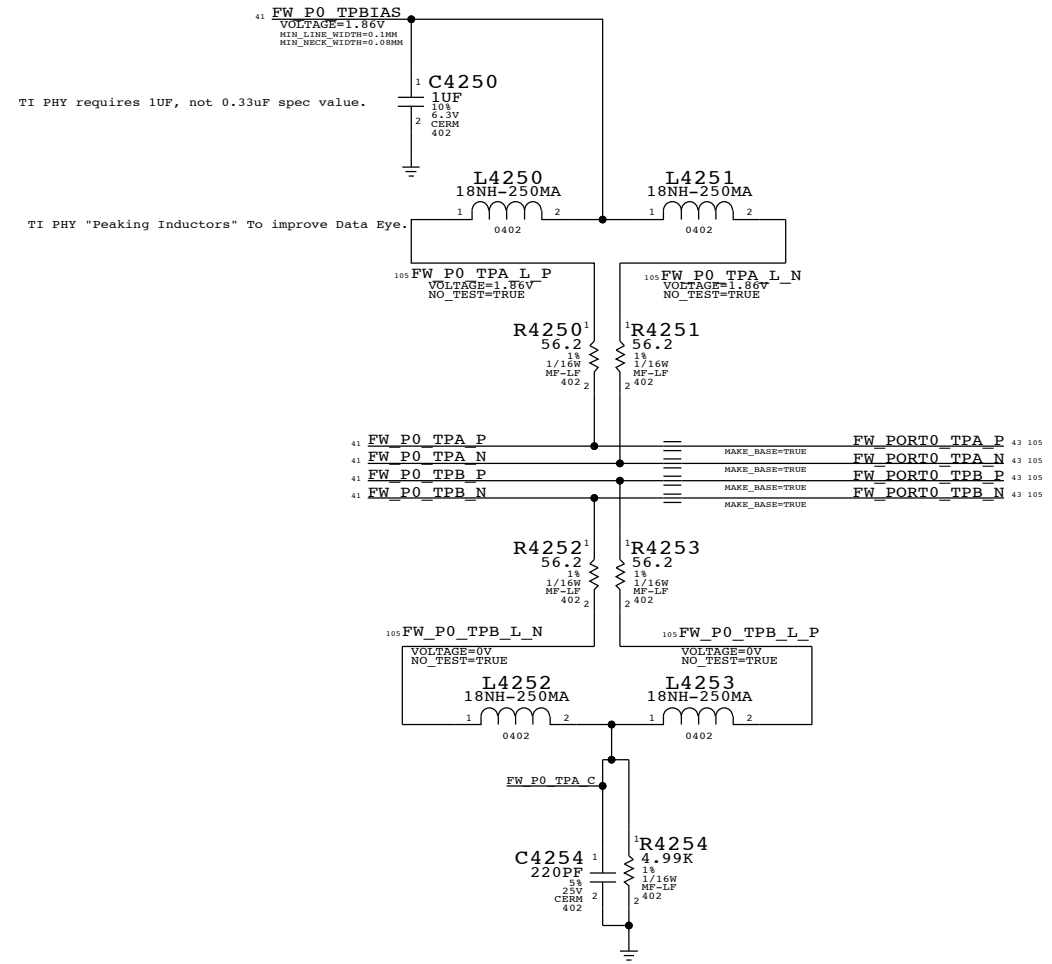 41 FW_P0_TPBIAS
VOLTAGE=1.86V
MIN_LINE_WIDTH=0.1MM
MIN_NECK_WIDTH=0.08MM
1 C4250
1UF
10%
6.3V
CERM
402
2
TI PHY requires 1UF, not 0.33uF spec value.
L4250
18NH-250MA
1 2
0402
L4251
18NH-250MA
1 2
0402
TI PHY "Peaking Inductors" To improve Data Eye.
105 FW_P0_TPA_L_P
VOLTAGE=1.86V
NO_TEST=TRUE
105 FW_P0_TPA_L_N
VOLTAGE=1.86V
NO_TEST=TRUE
R4250 1
56.2
1%
1/16W
MF-LF
402 2
1 R4251
56.2
1%
1/16W
MF-LF
2 402
41 FW_P0_TPA_P
FW_PORT0_TPA_P 43 105
MAKE_BASE=TRUE
41 FW_P0_TPA_N
FW_PORT0_TPA_N 43 105
MAKE_BASE=TRUE
41 FW_P0_TPB_P
FW_PORT0_TPB_P 43 105
MAKE_BASE=TRUE
41 FW_P0_TPB_N
FW_PORT0_TPB_N 43 105
MAKE_BASE=TRUE
R4252 1
56.2
1%
1/16W
MF-LF
402 2
1 R4253
56.2
1%
1/16W
MF-LF
2 402
105 FW_P0_TPB_L_N
VOLTAGE=0V
NO_TEST=TRUE
105 FW_P0_TPB_L_P
VOLTAGE=0V
NO_TEST=TRUE
L4252
18NH-250MA
1 2
0402
L4253
18NH-250MA
1 2
0402
FW_P0_TPA_C
C4254 1
220PF
5%
25V
CERM
402
2
1 R4254
4.99K
1%
1/16W
MF-LF
402
2